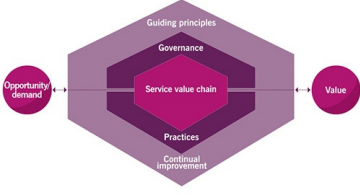 Guiding principles
Governance
Opportunity/
demand
Service value chain
Value
Practices
Continual
improvement